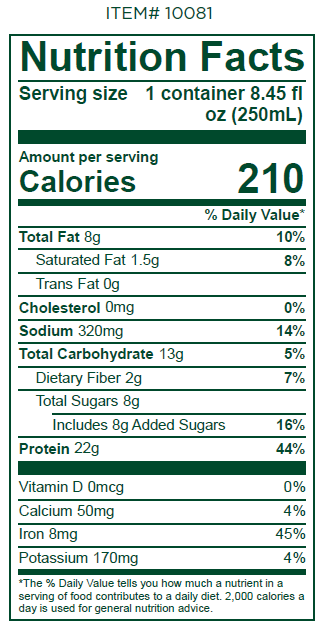 ITEM# 10081
Nutrition Facts
Serving size 1 container 8.45 fl
oz (250mL)
Amount per serving
Calories 210
% Daily Value*
Total Fat 8g 10%
Saturated Fat 1.5g 8%
Trans Fat 0g
Cholesterol 0mg 0%
Sodium 320mg 14%
Total Carbohydrate 13g 5%
Dietary Fiber 2g 7%
Total Sugars 8g
Includes 8g Added Sugars 16%
Protein 22g 44%
Vitamin D 0mcg 0%
Calcium 50mg 4%
Iron 8mg 45%
Potassium 170mg 4%
*The % Daily Value tells you how much a nutrient in a
serving of food contributes to a daily diet. 2,000 calories a
day is used for general nutrition advice.